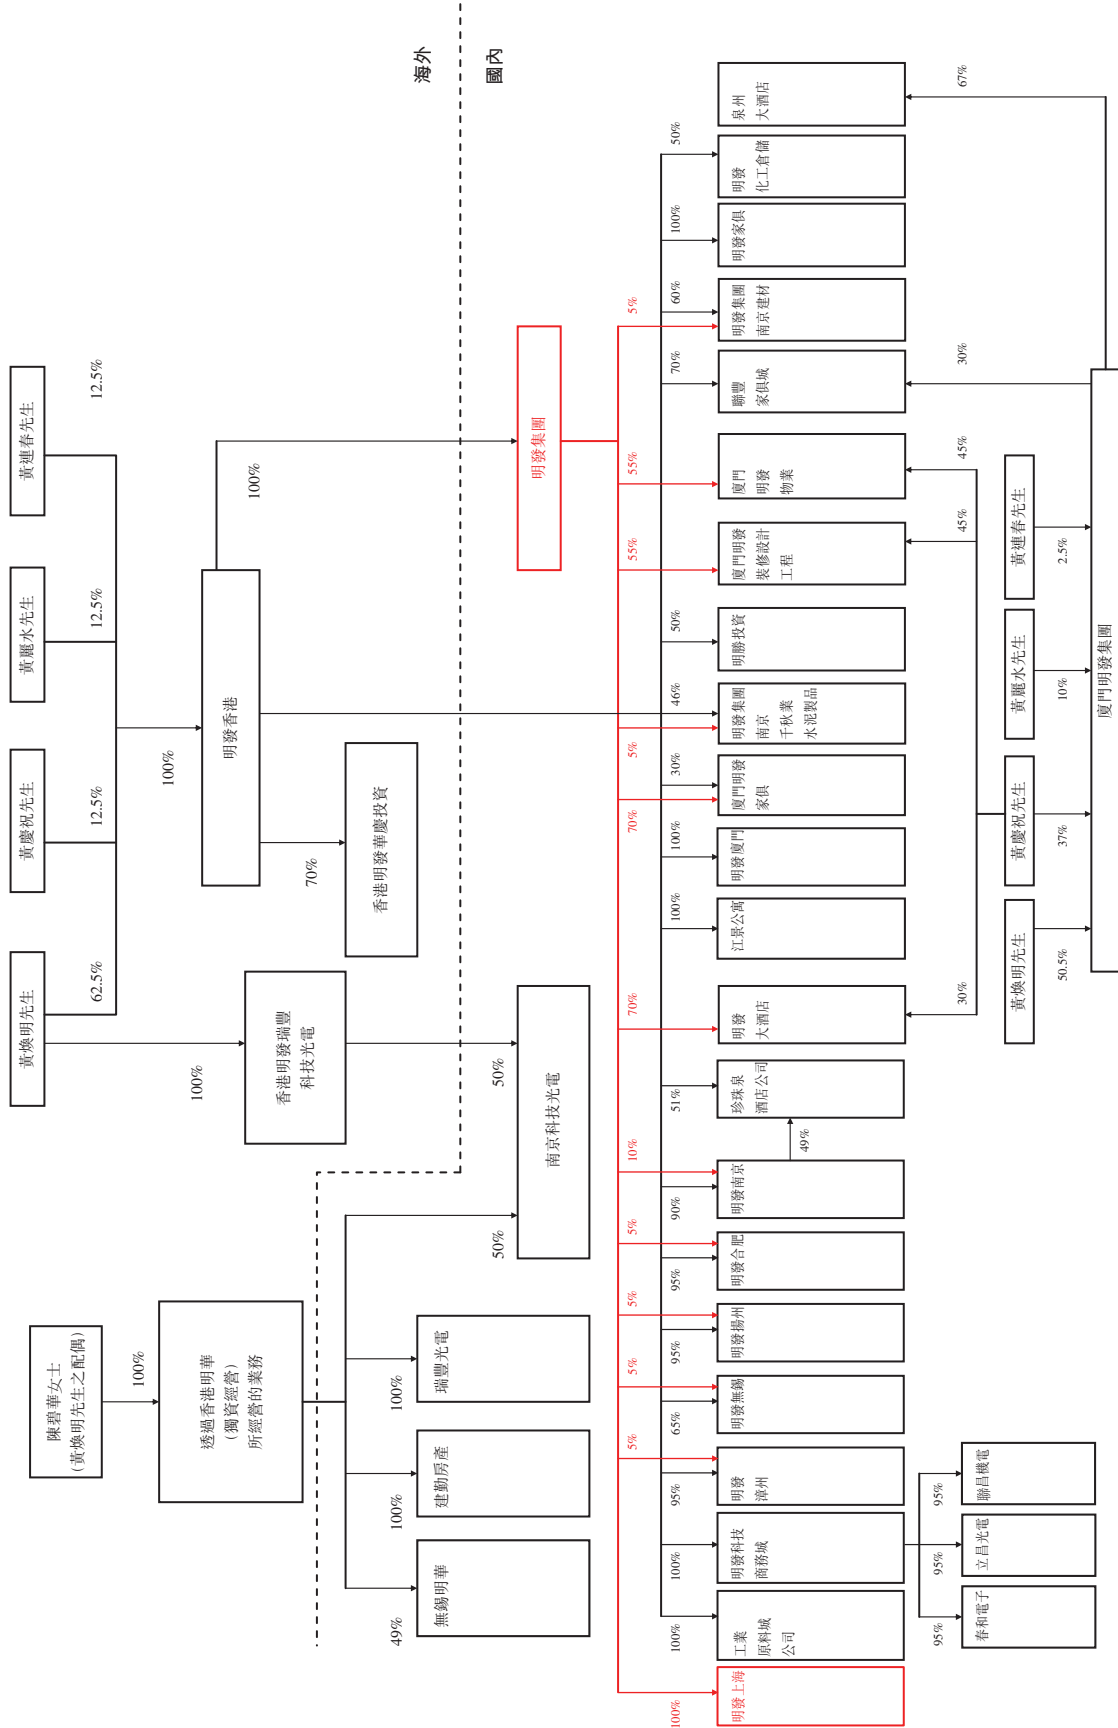 陳碧華女士
(黃煥明先生之配偶)
黃煥明先生
黃慶祝先生
黃麗水先生
黃連春先生
62.5%
12.5%
12.5%
12.5%
100%
100%
100%
透過香港明華
(獨資經營)
所經營的業務
香港明發瑞豐
科技光電
明發香港
70%
100%
香港明發華慶投資
海外
國內
49%
100%
100%
50%
50%
無錫明華
建勤房產
瑞豐光電
南京科技光電
明發集團
5%
5%
5%
5%
10%
70%
70%
5%
55%
55%
5%
100%
100%
100%
95%
65%
95%
95%
90%
51%
100%
100%
30%
46%
50%
70%
60%
100%
50%
明發上海
工業
原料城
公司
明發科技
商務城
明發
漳州
明發無錫
明發揚州
明發合肥
明發南京
珍珠泉
酒店公司
明發
大酒店
江景公寓
明發廈門
廈門明發
家俱
明發集團
南京
千秋業
水泥製品
明勝投資
廈門明發
裝修設計
工程
廈門
明發
物業
聯豐
家俱城
明發集團
南京建材
明發家俱
明發
化工倉儲
泉州
大酒店
49%
95%
95%
95%
30%
45%
45%
30%
67%
春和電子
立昌光電
聯昌機電
黃煥明先生
黃慶祝先生
黃麗水先生
黃連春先生
50.5%
37%
10%
2.5%
廈門明發集團